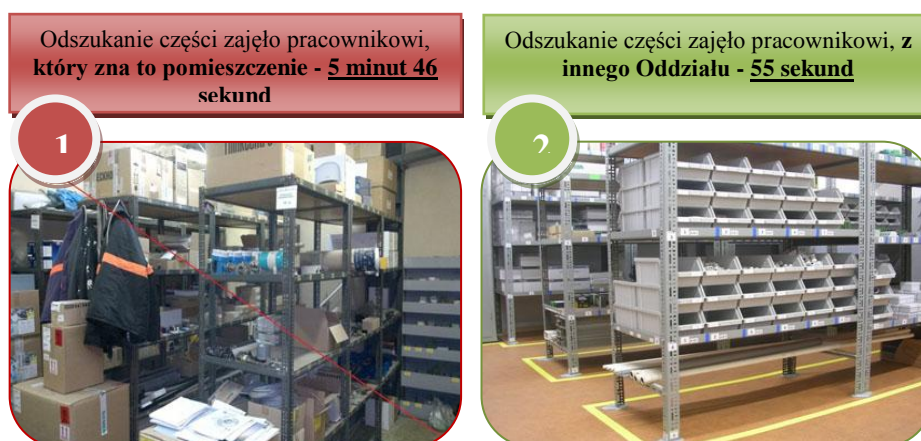 Odszukanie części zajęło pracownikowi,
który zna to pomieszczenie - 5 minut 46
sekund
Odszukanie części zajęło pracownikowi, z
innego Oddziału - 55 sekund
1
2